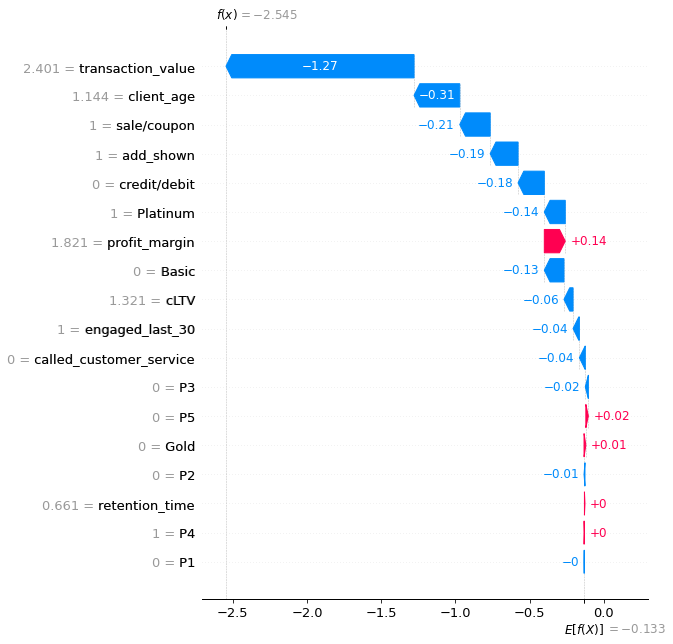 f(x) = −2.545
2.401 = transaction_value −1.27
1.144 = client_age −0.31
1 = sale/coupon −0.21
1 = add_shown −0.19
0 = credit/debit −0.18
1 = Platinum −0.14
1.821 = profit_margin +0.14
0 = Basic −0.13
1.321 = cLTV −0.06
1 = engaged_last_30 −0.04
0 = called_customer_service −0.04
0 = P3 −0.02
0 = P5 +0.02
0 = Gold +0.01
0 = P2 −0.01
0.661 = retention_time +0
1 = P4 +0
0 = P1 −0
−2.5 −2.0 −1.5 −1.0 −0.5 0.0
E[f(X)] = −0.133